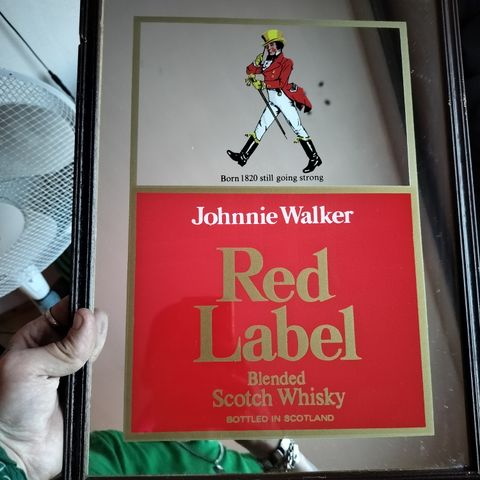 Born 1820 still going strong
Johnnie Walker
Red
Label
Blended
Scotch Whisky
BOTTLED IN SCOTLAND